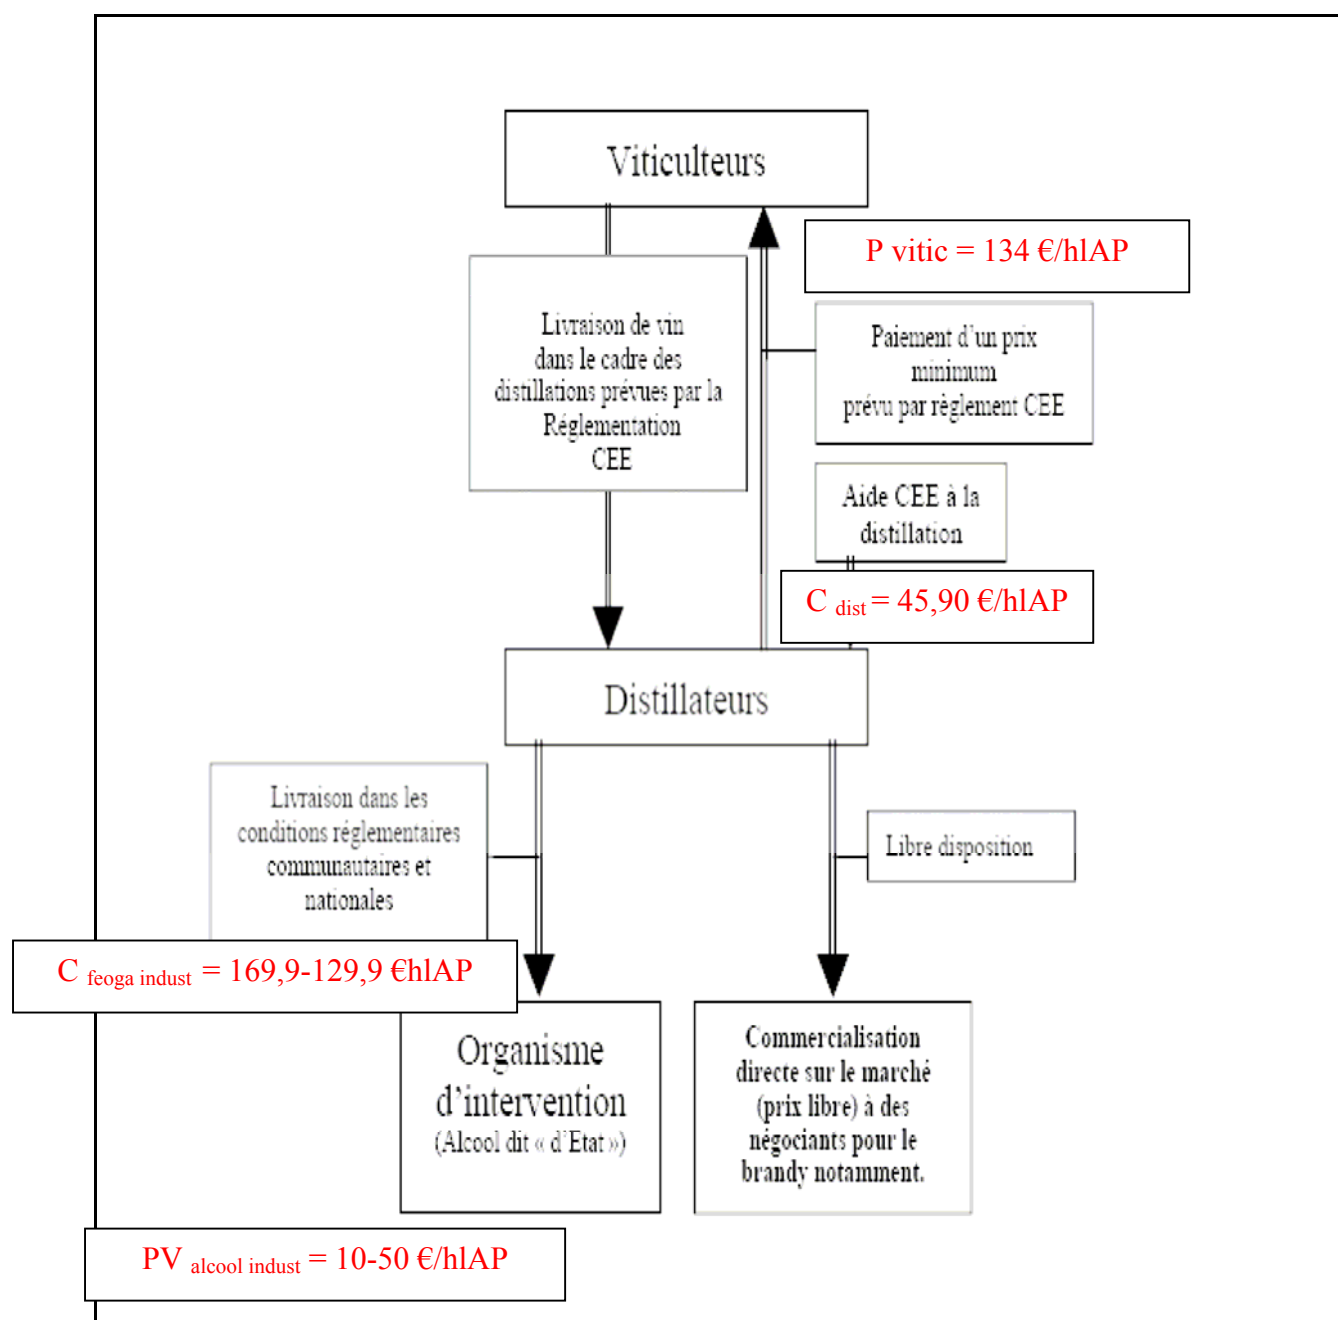 Viticulteurs
P vitic = 134 €/hlAP
Livraison de vin
dans le cadre des
distillations prévues par la
Réglementation
CEE
Paiement d'un prix
minimum
prévu par règlement CEE
Aide CEE à la
distillation
C dist = 45,90 €/hlAP
Distillateurs
Livraison dans les
conditions réglementaires
communautaires et
nationales
Libre disposition
C feoga indust = 169,9-129,9 €hlAP
Organisme
d'intervention
(Alcool dit « d'Etat »)
Commercialisation
directe sur le marché
(prix libre) à des
négociants pour le
brandy notamment.
PV alcool indust = 10-50 €/hlAP